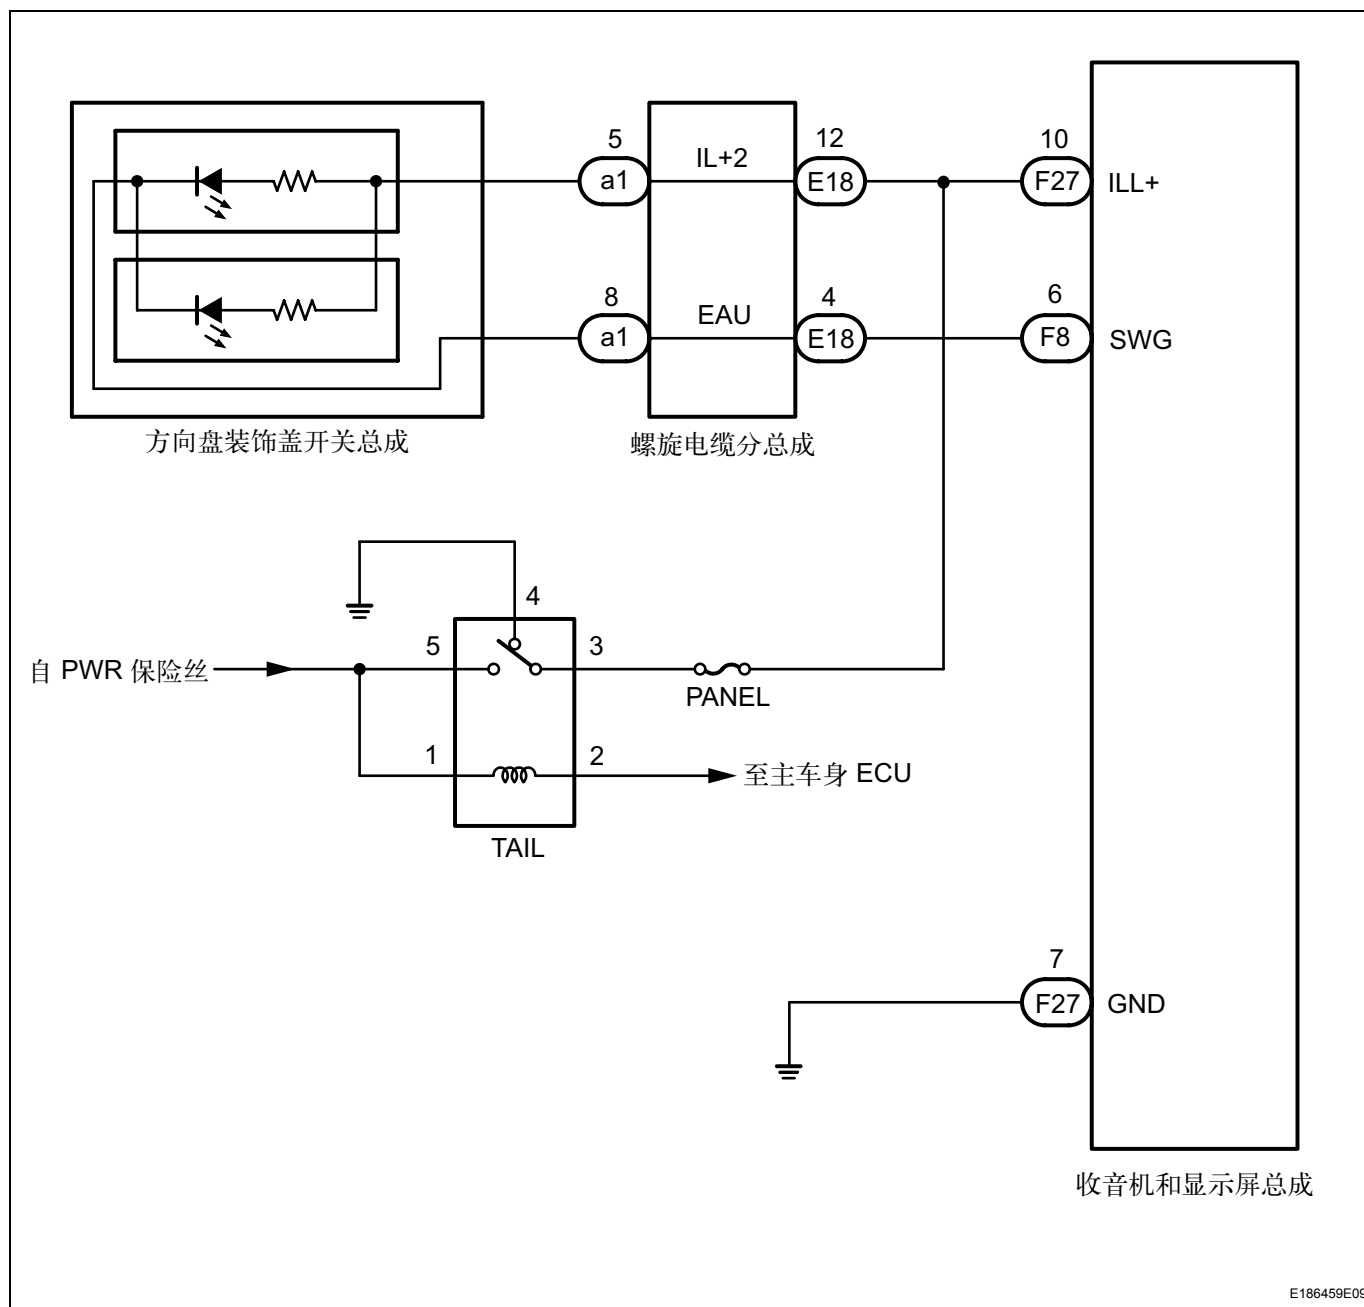 5
12
10
IL+2
a1
E18
F27
ILL+
8
4
6
EAU
a1
E18
F8
SWG
方向盘装饰盖开关总成
螺旋电缆分总成
4
5
3
自 PWR 保险丝
PANEL
1
2
至主车身 ECU
TAIL
7
F27
GND
收音机和显示屏总成
E186459E09